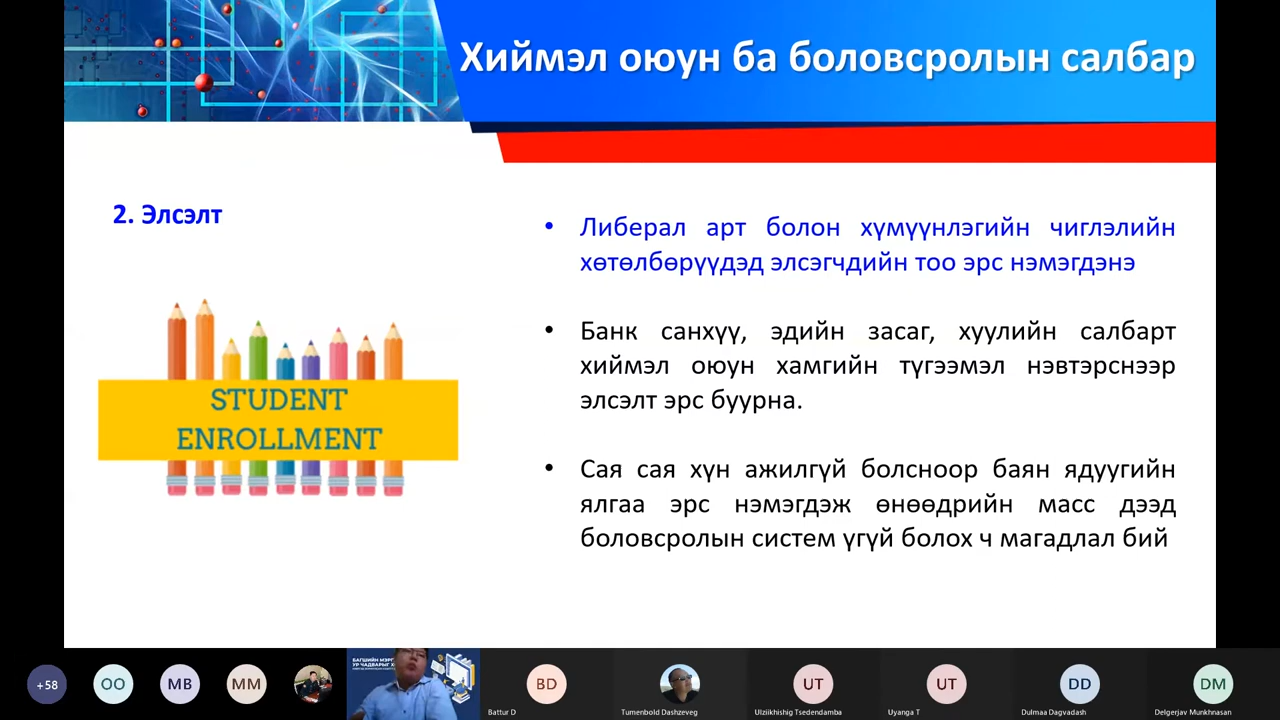 Хиймэл оюун ба боловсролын салбар
2. Элсэлт
• Либерал арт болон хүмүүнлэгийн чиглэлийн
хөтөлбөрүүдэд элсэгчдийн тоо эрс нэмэгдэнэ
• Банк санхүү, эдийн засаг, хуулийн салбарт
хиймэл оюун хамгийн түгээмэл нэвтэрснээр
элсэлт эрс буурна.
• Сая сая хүн ажилгүй болсноор баян ядуугийн
ялгаа эрс нэмэгдэж өнөөдрийн масс дээд
боловсролын систем үгүй болох ч магадлал бий
STUDENT
ENROLLMENT
+58
OO
MB
MM
БАГШИЙН
УР ЧАДВАРЫГ
BD
Battur D
Tumenbold Dashzeveg
UT
Ulziikhishig Tsedendamba
UT
Uyanga T
DD
Dulmaa Dagvadash
DM
Delgerjav Munkhnasan